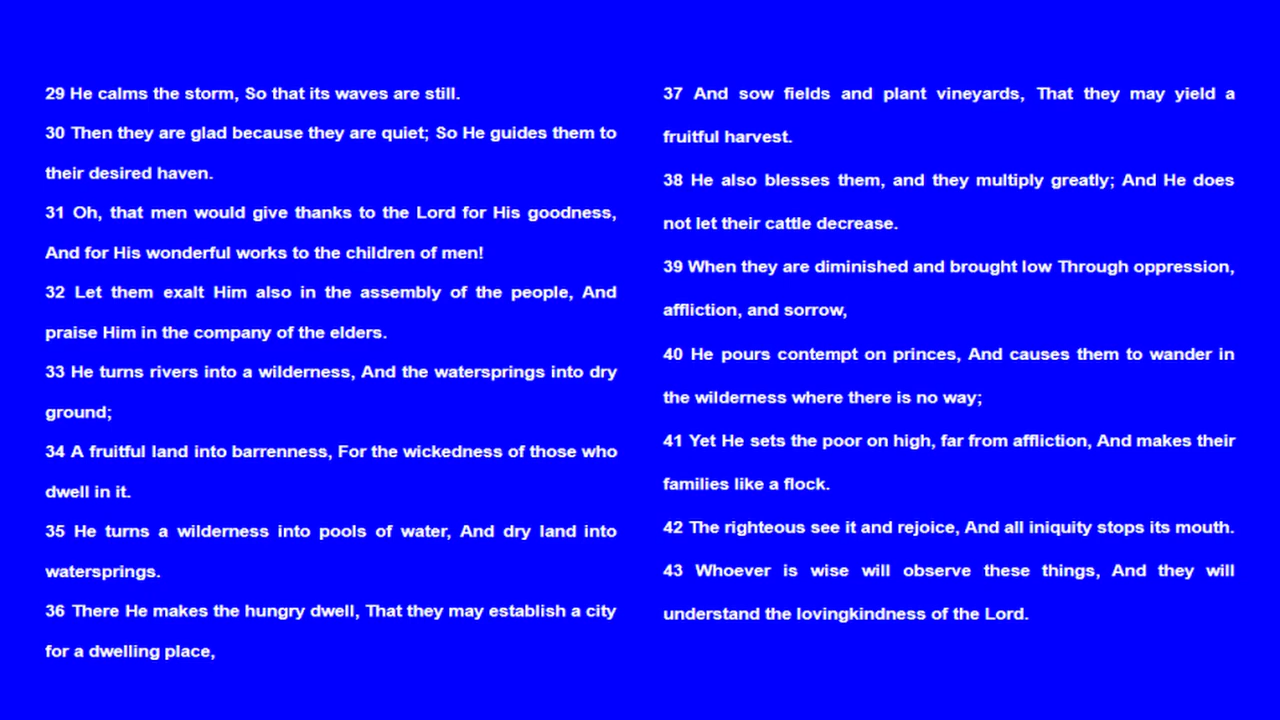 29 He calms the storm, So that its waves are still.
30 Then they are glad because they are quiet; So He guides them to
their desired haven.
31 Oh, that men would give thanks to the Lord for His goodness,
And for His wonderful works to the children of men!
32 Let them exalt Him also in the assembly of the people, And
praise Him in the company of the elders.
33 He turns rivers into a wilderness, And the watersprings into dry
ground;
34 A fruitful land into barrenness, For the wickedness of those who
dwell in it.
35 He turns a wilderness into pools of water, And dry land into
watersprings.
36 There He makes the hungry dwell, That they may establish a city
for a dwelling place,
37 And sow fields and plant vineyards, That they may yield a
fruitful harvest.
38 He also blesses them, and they multiply greatly; And He does
not let their cattle decrease.
39 When they are diminished and brought low Through oppression,
affliction, and sorrow,
40 He pours contempt on princes, And causes them to wander in
the wilderness where there is no way;
41 Yet He sets the poor on high, far from affliction, And makes their
families like a flock.
42 The righteous see it and rejoice, And all iniquity stops its mouth.
43 Whoever is wise will observe these things, And they will
understand the lovingkindness of the Lord.